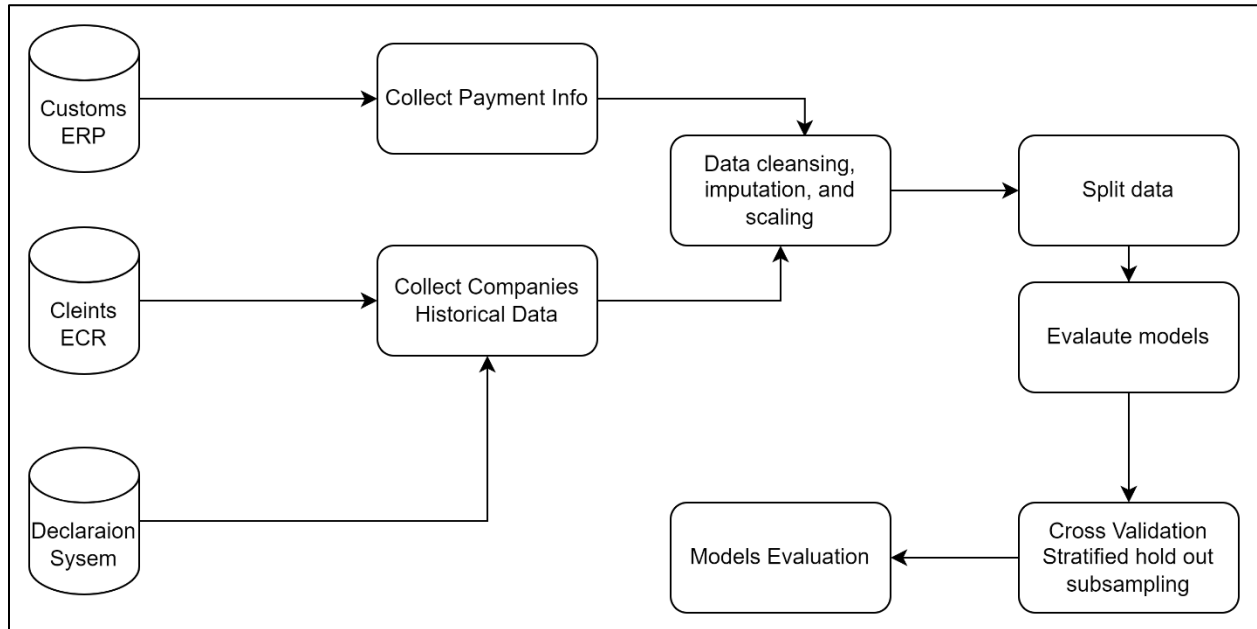 Customs
ERP
Collect Payment Info
Data cleansing,
imputation, and
scaling
Split data
Cleints
ECR
Collect Companies
Historical Data
Evalaute models
Declaraion
Sysem
Models Evaluation
Cross Validation
Stratified hold out
subsampling